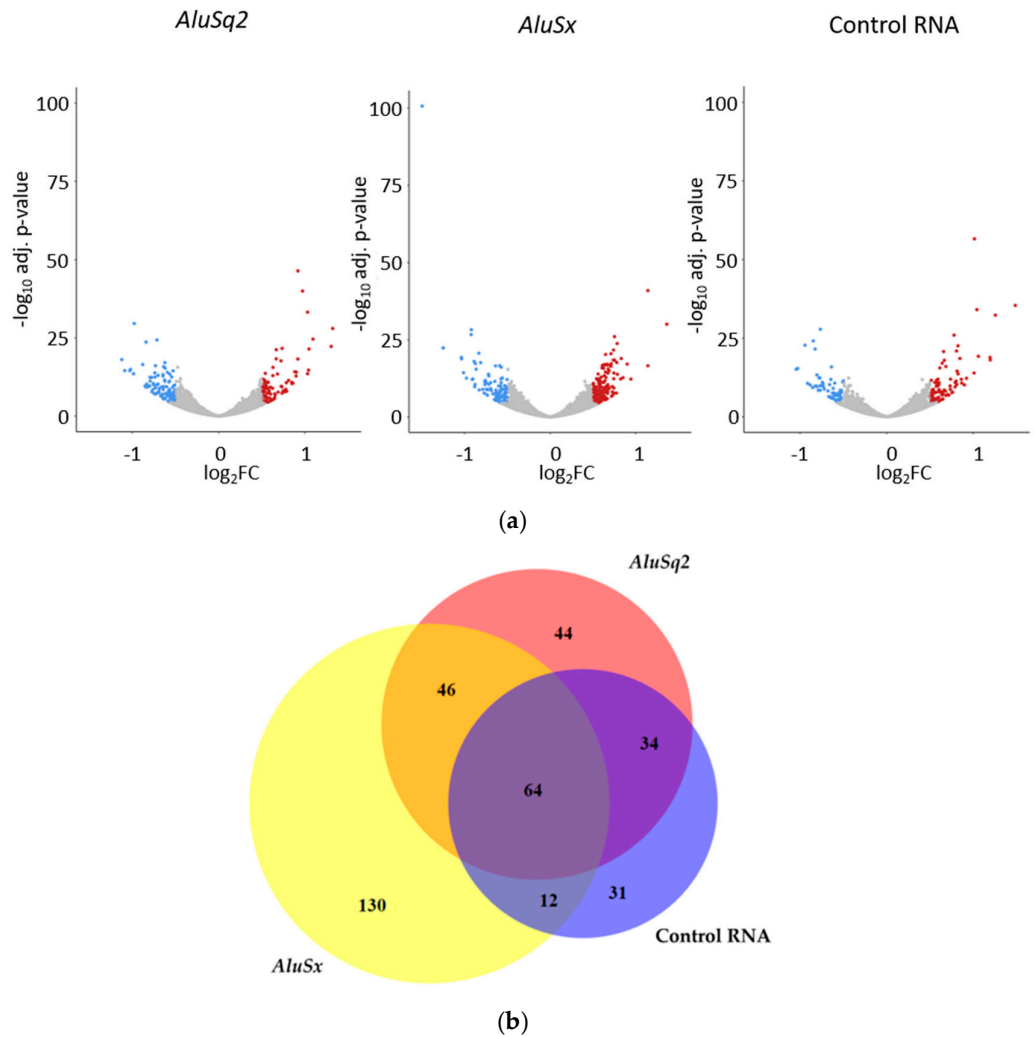 AluSq2
AluSx
Control RNA
100
75
50
25
0
-log10 adj. p-value
-1
0
1
log2FC
100
75
50
25
0
-log10 adj. p-value
-1
0
1
log2FC
100
75
50
25
0
-log10 adj. p-value
-1
0
1
log2FC
(a)
AluSq2
44
46
34
64
130
12
31
Control RNA
AluSx
(b)